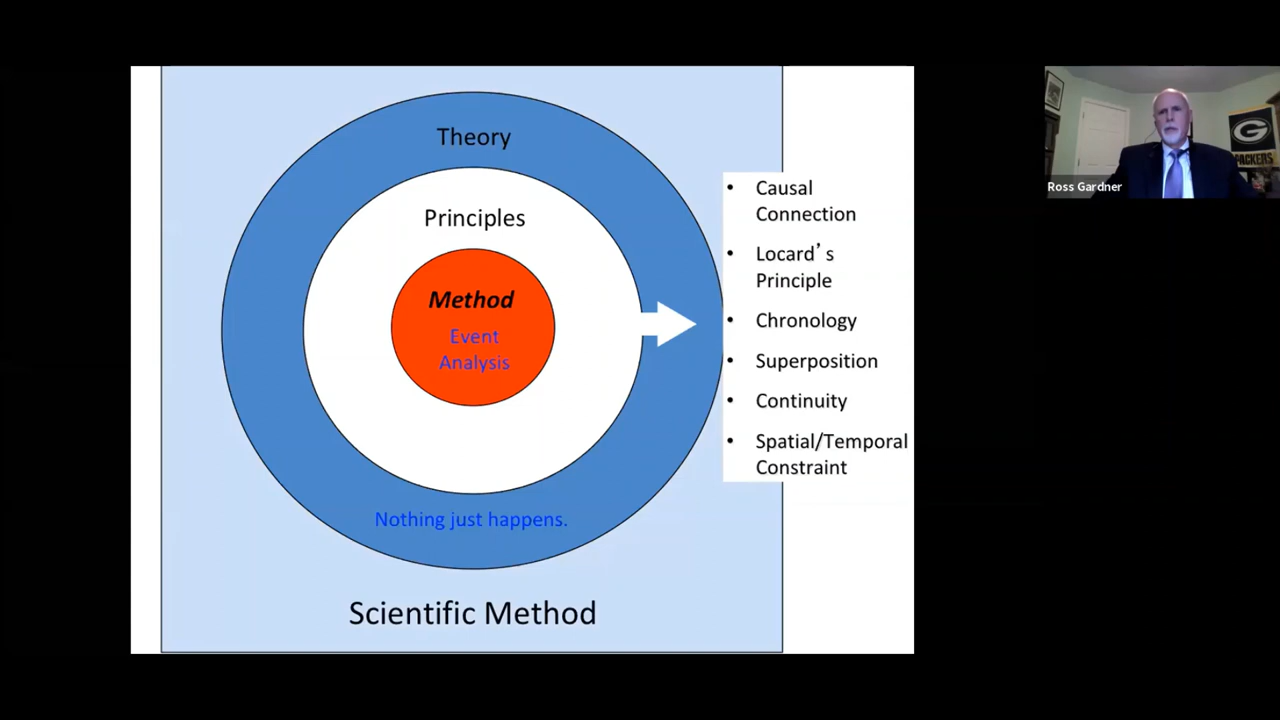 Theory
Principles
Method
Event
Analysis
Nothing just happens.
Scientific Method
• Causal
Connection
• Locard’s
Principle
• Chronology
• Superposition
• Continuity
• Spatial/Temporal
Constraint
G
PACKERS
Ross Gardner